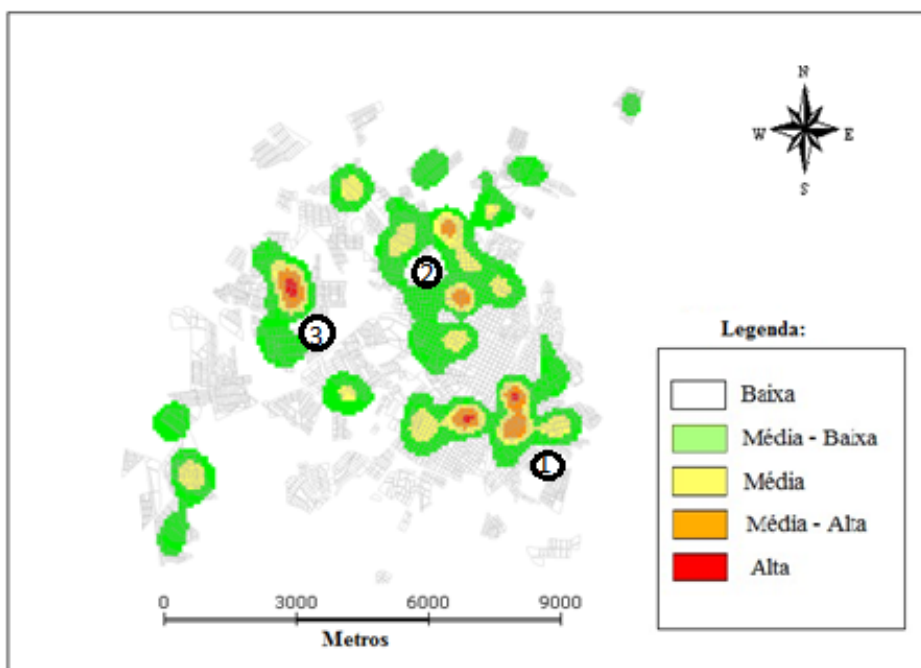 N
W E
S
2
3
1
Legenda:
Baixa
Média - Baixa
Média
Média - Alta
Alta
0 3000 6000 9000
Metros